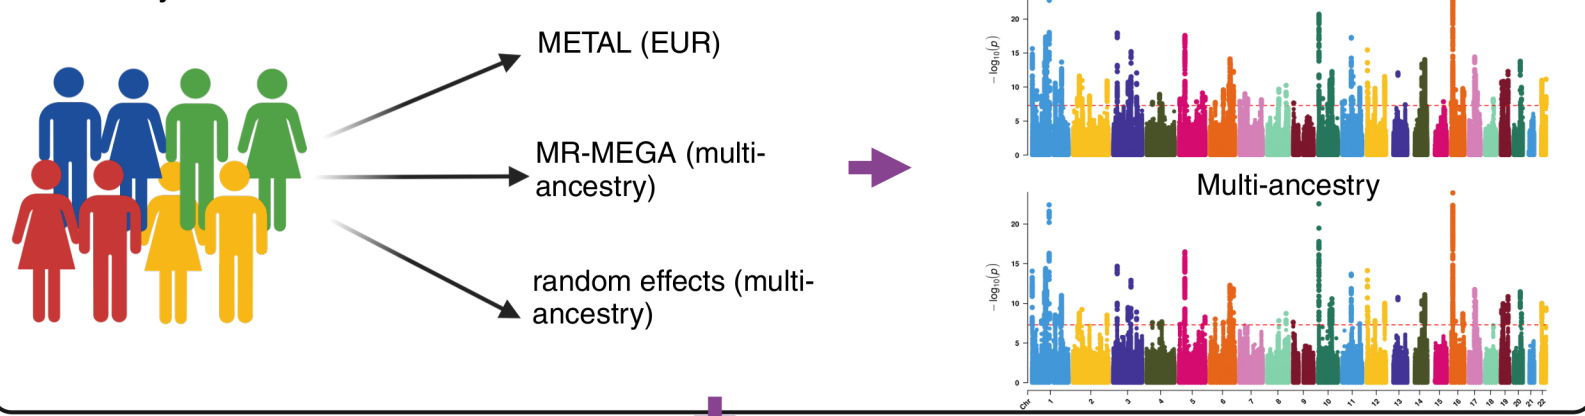 METAL (EUR)
MR-MEGA (multi-
ancestry)
random effects (multi-
ancestry)
20
15
10
5
0
− log10(p)
Multi-ancestry
20
15
10
5
0
− log10(p)
Chr 1 2 3 4 5 6 7 8 9 10 11 12 13 14 15 16 17 18 19 20 21 22